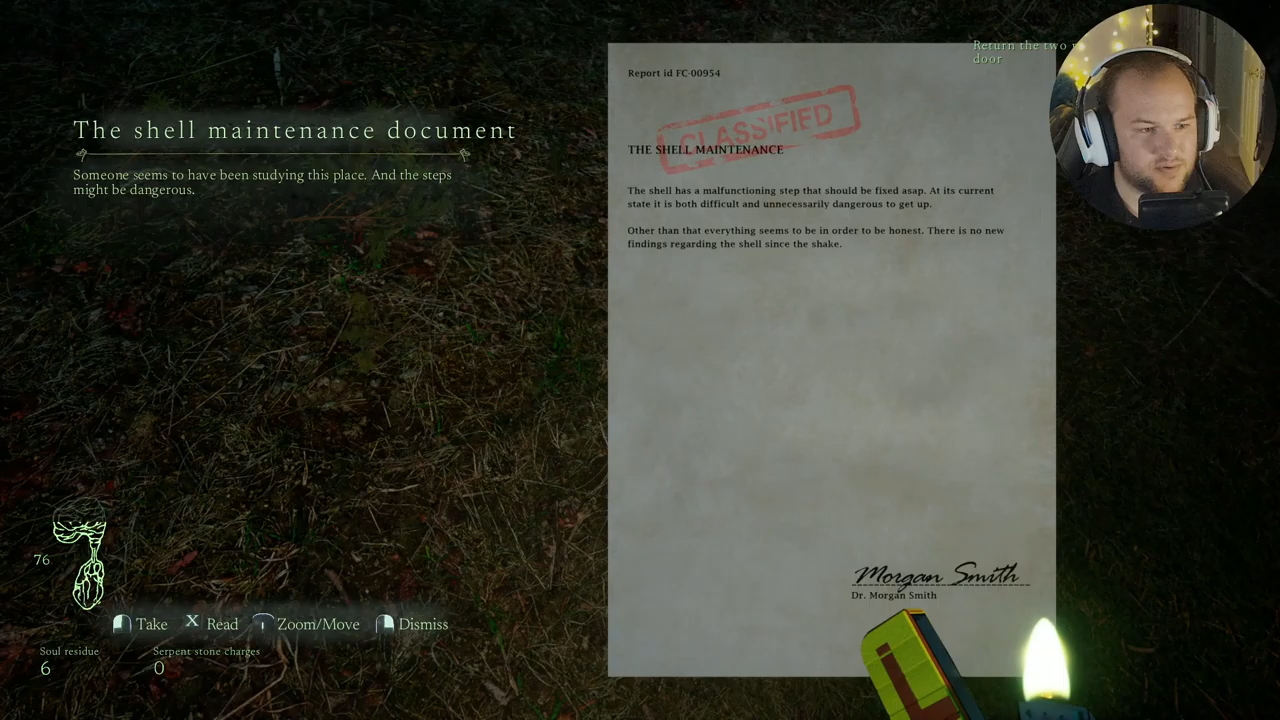 Return the two
door
Report id FC-00954
CLASSIFIED
THE SHELL MAINTENANCE
The shell has a malfunctioning step that should be fixed asap. At its current
state it is both difficult and unnecessarily dangerous to get up.
Other than that everything seems to be in order to be honest. There is no new
findings regarding the shell since the shake.
Morgan Smith
Dr. Morgan Smith
The shell maintenance document
Someone seems to have been studying this place. And the steps
might be dangerous.
76
Take X Read Zoom/Move Dismiss
Soul residue Serpent stone charges
6 0
L